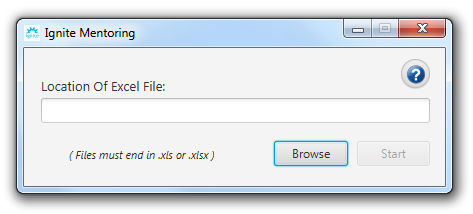 Ignite Mentoring
Location Of Excel File:
( Files must end in .xls or .xlsx )
Browse
Start